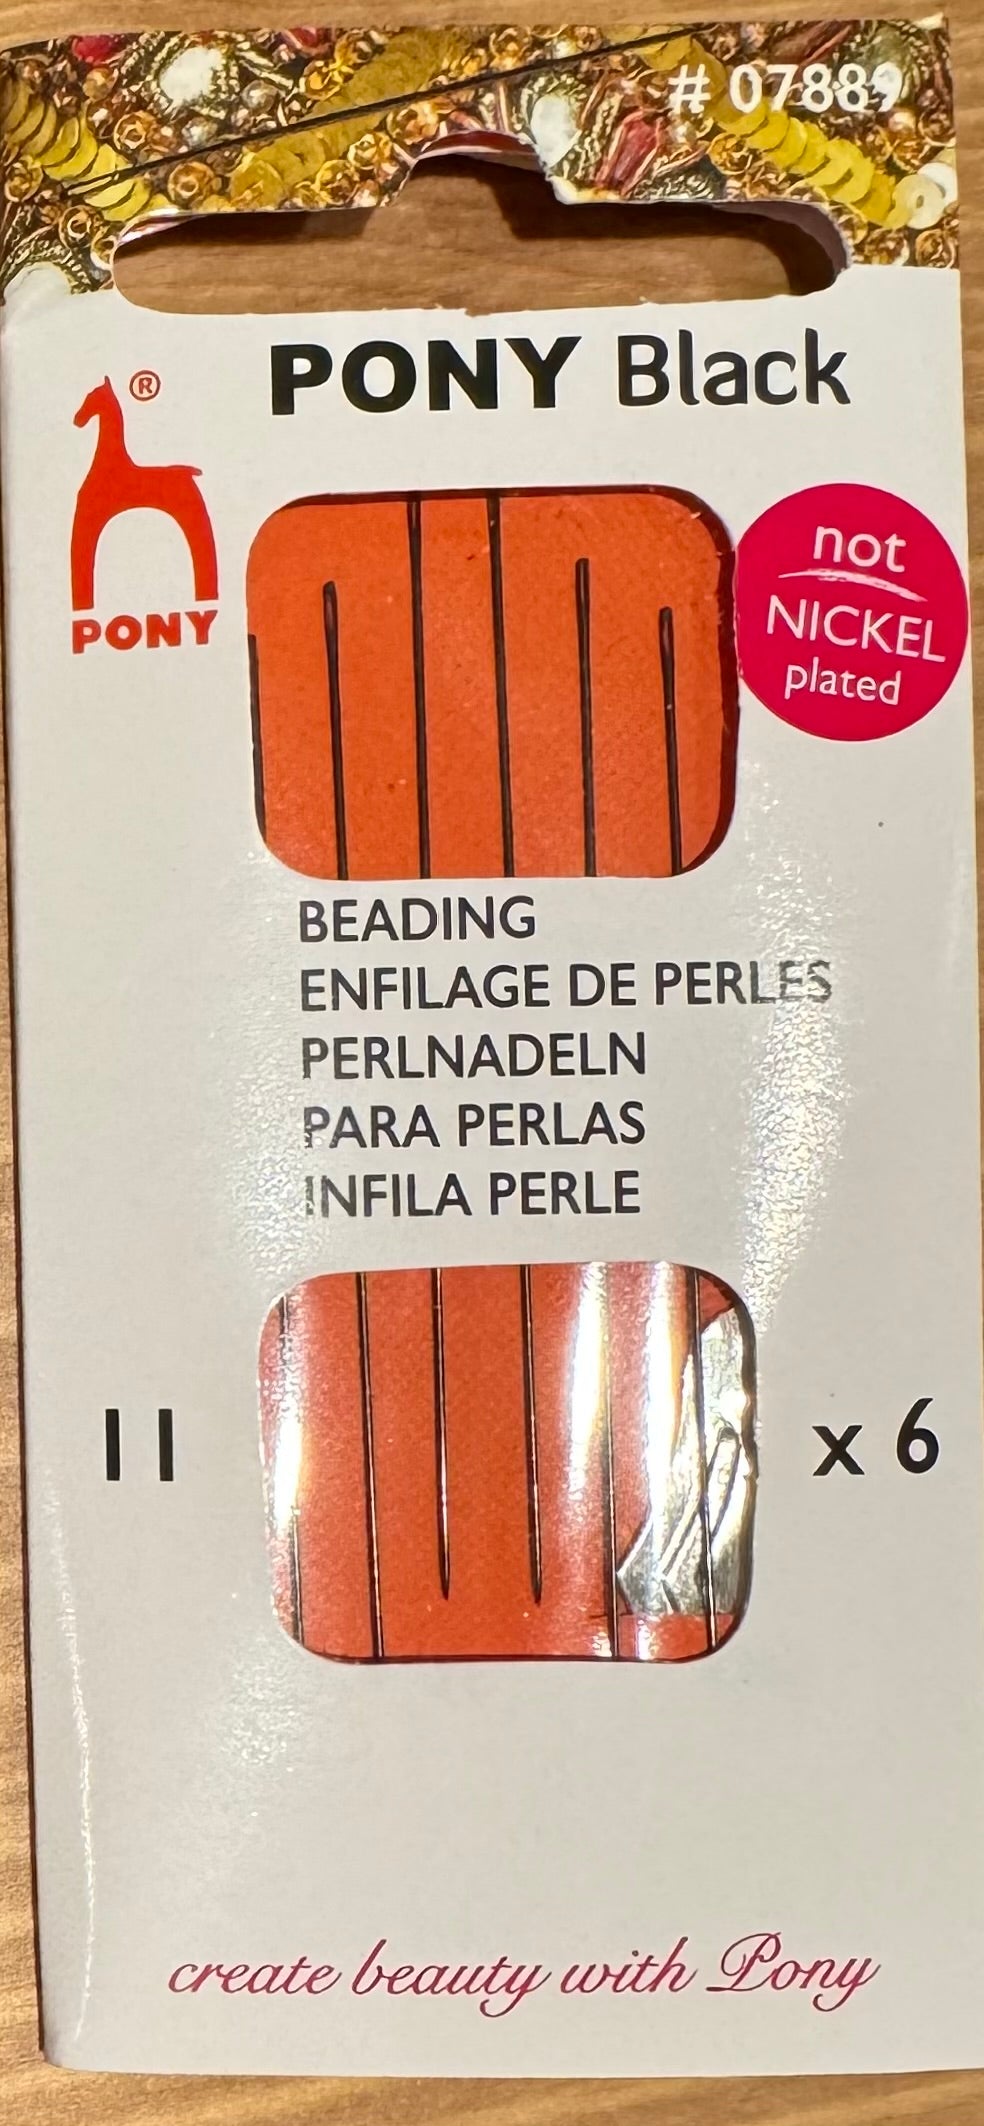 # 07889
PONY Black
®
PONY
not
NICKEL
plated
BEADING
ENFILAGE DE PERLES
PERLNADELN
PARA PERLAS
INFILA PERLE
11
x 6
create beauty with Pony